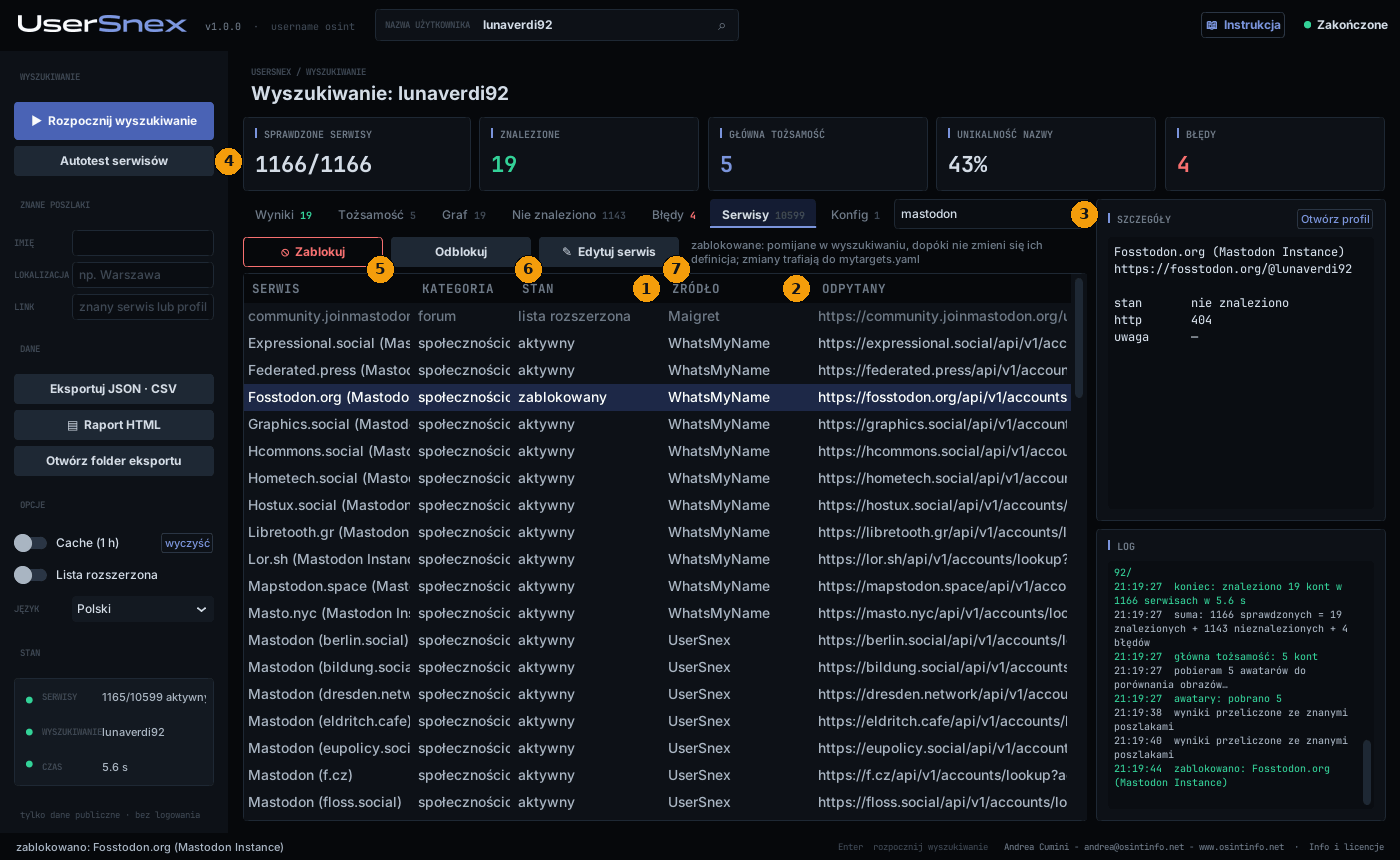 UserSnex v1.0.0 · username osint
NAZWA UŻYTKOWNIKA lunaverdi92
Instrukcja
Zakończone
WYSZUKIWANIE
▶ Rozpocznij wyszukiwanie
Autotest serwisów
4
ZNANE POSZLAKI
IMIĘ
LOKALIZACJA np. Warszawa
LINK znany serwis lub profil
DANE
Eksportuj JSON · CSV
Raport HTML
Otwórz folder eksportu
OPCJE
Cache (1 h) wyczyść
Lista rozszerzona
JĘZYK Polski
STAN
SERWISY 1165/10599 aktywny
WYSZUKIWANIE lunaverdi92
CZAS 5.6 s
tylko dane publiczne · bez logowania
USERSNEX / WYSZUKIWANIE
Wyszukiwanie: lunaverdi92
SPRAWDZONE SERWISY
1166/1166
ZNALEZIONE
19
GŁÓWNA TOŻSAMOŚĆ
5
UNIKALNOŚĆ NAZWY
43%
BŁĘDY
4
Wyniki 19 Tożsamość 5 Graf 19 Nie znaleziono 1143 Błędy 4 Serwisy 10599 Konfig 1 mastodon 3
Zablokuj Odblokuj ✎ Edytuj serwis
5 6 7
zablokowane: pomijane w wyszukiwaniu, dopóki nie zmieni się ich
definicja; zmiany trafiają do mytargets.yaml
SERWIS KATEGORIA STAN 1 ŹRÓDŁO 2 ODPYTANY
community.joinmastodon forum lista rozszerzona Maigret https://community.joinmastodon.org/u
Expressional.social (Mas społecznośc aktywny WhatsMyName https://expressional.social/api/v1/acc
Federated.press (Mastod społecznośc aktywny WhatsMyName https://federated.press/api/v1/accoun
Fosstodon.org (Mastodo społecznośc zablokowany WhatsMyName https://fosstodon.org/api/v1/accounts
Graphics.social (Mastod społecznośc aktywny WhatsMyName https://graphics.social/api/v1/account
Hcommons.social (Mast społecznośc aktywny WhatsMyName https://hcommons.social/api/v1/accou
Hometech.social (Mast społecznośc aktywny WhatsMyName https://hometech.social/api/v1/accour
Hostux.social (Mastodon społecznośc aktywny WhatsMyName https://hostux.social/api/v1/accounts/
Libretooth.gr (Mastodon społecznośc aktywny WhatsMyName https://libretooth.gr/api/v1/accounts/l
Lor.sh (Mastodon Instanc społecznośc aktywny WhatsMyName https://lor.sh/api/v1/accounts/lookup?
Mapstodon.space (Mast społecznośc aktywny WhatsMyName https://mapstodon.space/api/v1/acco
Masto.nyc (Mastodon Ins społecznośc aktywny WhatsMyName https://masto.nyc/api/v1/accounts/loo
Mastodon (berlin.social) społecznośc aktywny UserSnex https://berlin.social/api/v1/accounts/l
Mastodon (bildung.socia społecznośc aktywny UserSnex https://bildung.social/api/v1/accounts
Mastodon (dresden.netw społecznośc aktywny UserSnex https://dresden.network/api/v1/accou
Mastodon (eldritch.cafe) społecznośc aktywny UserSnex https://eldritch.cafe/api/v1/accounts/l
Mastodon (eupolicy.soci społecznośc aktywny UserSnex https://eupolicy.social/api/v1/account
Mastodon (f.cz) społecznośc aktywny UserSnex https://f.cz/api/v1/accounts/lookup?a
Mastodon (floss.social) społecznośc aktywny UserSnex https://floss.social/api/v1/accounts/lo
SZCZEGÓŁY Otwórz profil
Fosstodon.org (Mastodon Instance)
https://fosstodon.org/@lunaverdi92
stan nie znaleziono
http 404
uwaga —
LOG
92/
21:19:27 koniec: znaleziono 19 kont w
1166 serwisach w 5.6 s
21:19:27 suma: 1166 sprawdzonych = 19
znalezionych + 1143 nieznalezionych + 4
błędów
21:19:27 główna tożsamość: 5 kont
21:19:27 pobieram 5 awatarów do
porównania obrazów…
21:19:27 awatary: pobrano 5
21:19:38 wyniki przeliczone ze znanymi
poszlakami
21:19:40 wyniki przeliczone ze znanymi
poszlakami
21:19:44 zablokowano: Fosstodon.org
(Mastodon Instance)
zablokowano: Fosstodon.org (Mastodon Instance)
Enter rozpocznij wyszukiwanie Andrea Cumini - andrea@osintinfo.net - www.osintinfo.net · Info i licencje